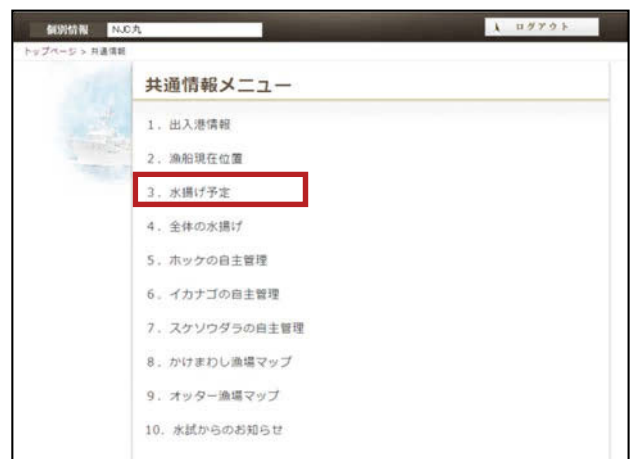 個別情報 NJC丸 ログアウト
トップページ > 共通情報
共通情報メニュー
1. 出入港情報
2. 漁船現在位置
3. 水揚げ予定
4. 全体の水揚げ
5. ホッケの自主管理
6. イカナゴの自主管理
7. スケソウダラの自主管理
8. かけまわし漁場マップ
9. オッター漁場マップ
10. 水試からのお知らせ